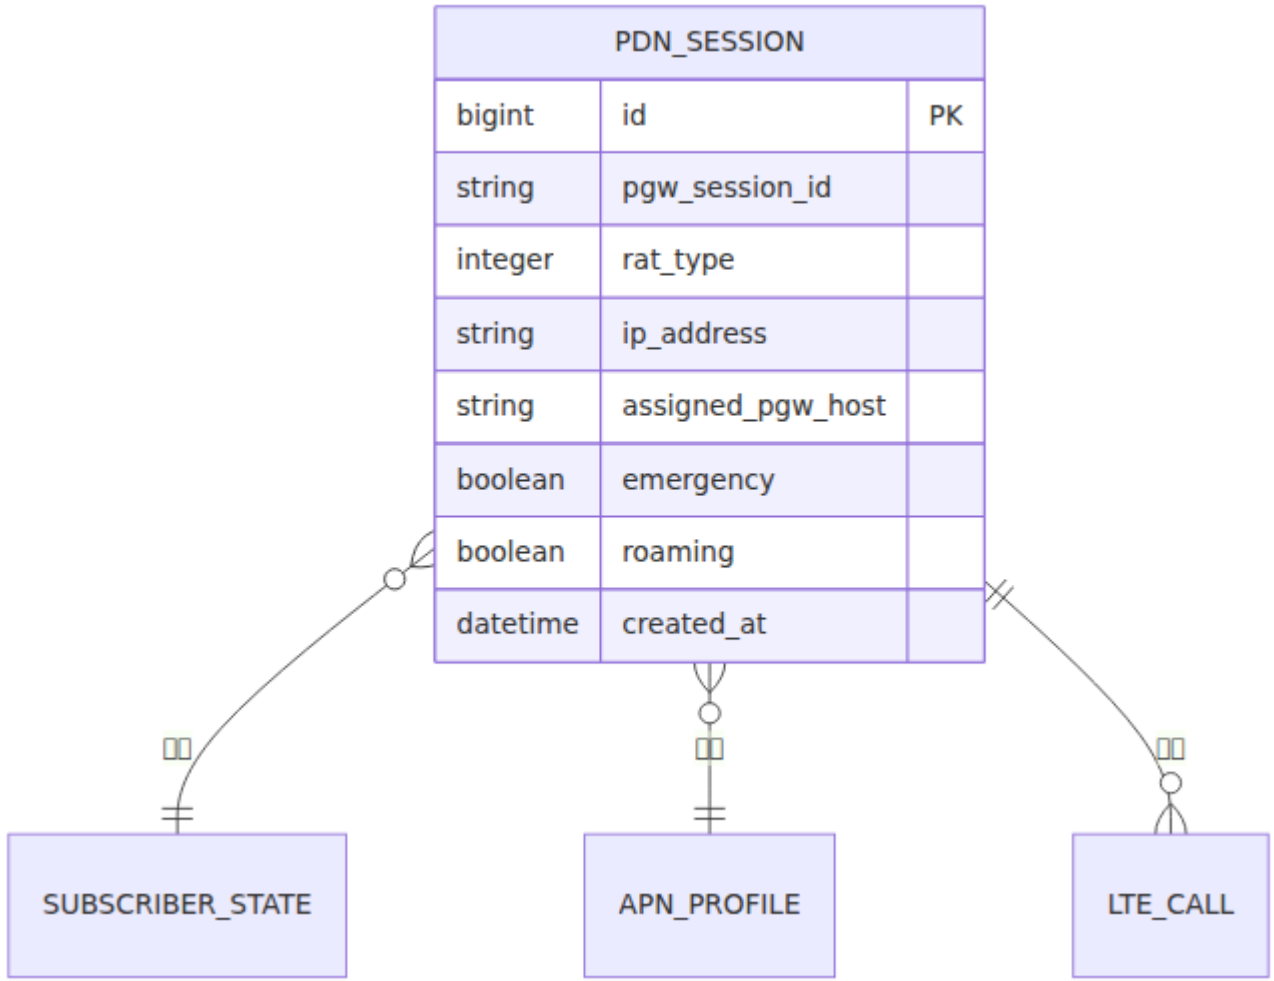 PDN_SESSION
bigint id PK
string pgw_session_id
integer rat_type
string ip_address
string assigned_pgw_host
boolean emergency
boolean roaming
datetime created_at
SUBSCRIBER_STATE
APN_PROFILE
LTE_CALL